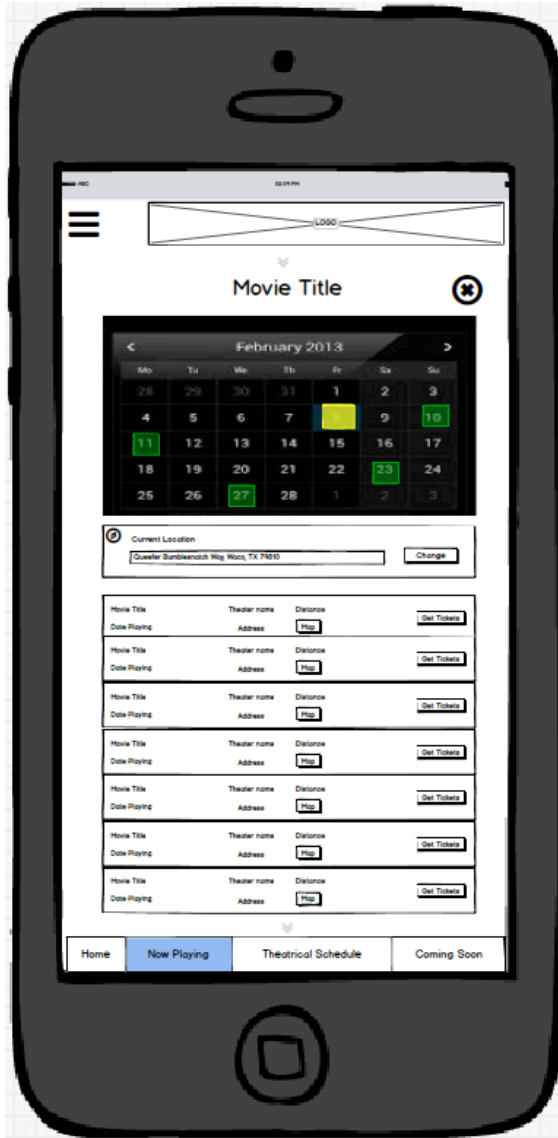 ABC 02:09 PM
LOGO
Movie Title
< February 2013 >
Mo Tu We Th Fr Sa Su
28 29 30 31 1 2 3
4 5 6 7 8 9 10
11 12 13 14 15 16 17
18 19 20 21 22 23 24
25 26 27 28 1 2 3
Current Location
Queefer Bumblesnatch Way, Waco, TX 79810 Change
Movie Title Theater name Distance Get Tickets
Date Playing Address Map
Movie Title Theater name Distance Get Tickets
Date Playing Address Map
Movie Title Theater name Distance Get Tickets
Date Playing Address Map
Movie Title Theater name Distance Get Tickets
Date Playing Address Map
Movie Title Theater name Distance Get Tickets
Date Playing Address Map
Movie Title Theater name Distance Get Tickets
Date Playing Address Map
Movie Title Theater name Distance Get Tickets
Date Playing Address Map
Home Now Playing Theatrical Schedule Coming Soon